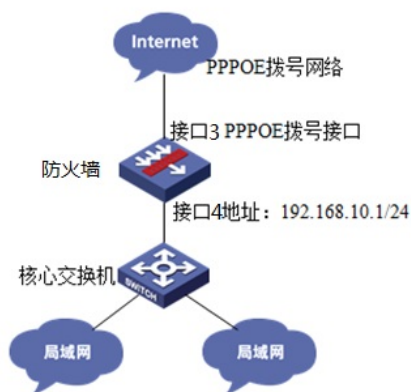 Internet
PPPOE拨号网络
接口3 PPPOE拨号接口
防火墙
接口4地址：192.168.10.1/24
核心交换机
SWITCH
局域网
局域网